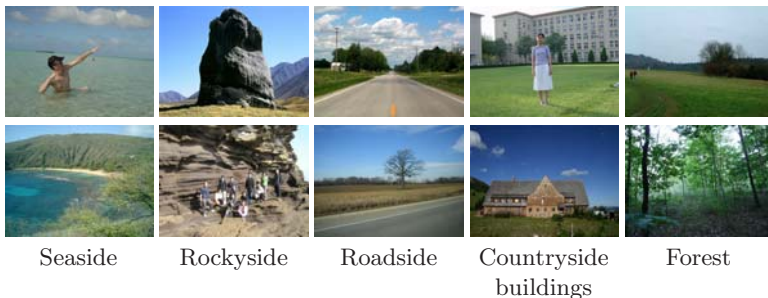 Seaside
Rockyside
Roadside
Countryside
buildings
Forest